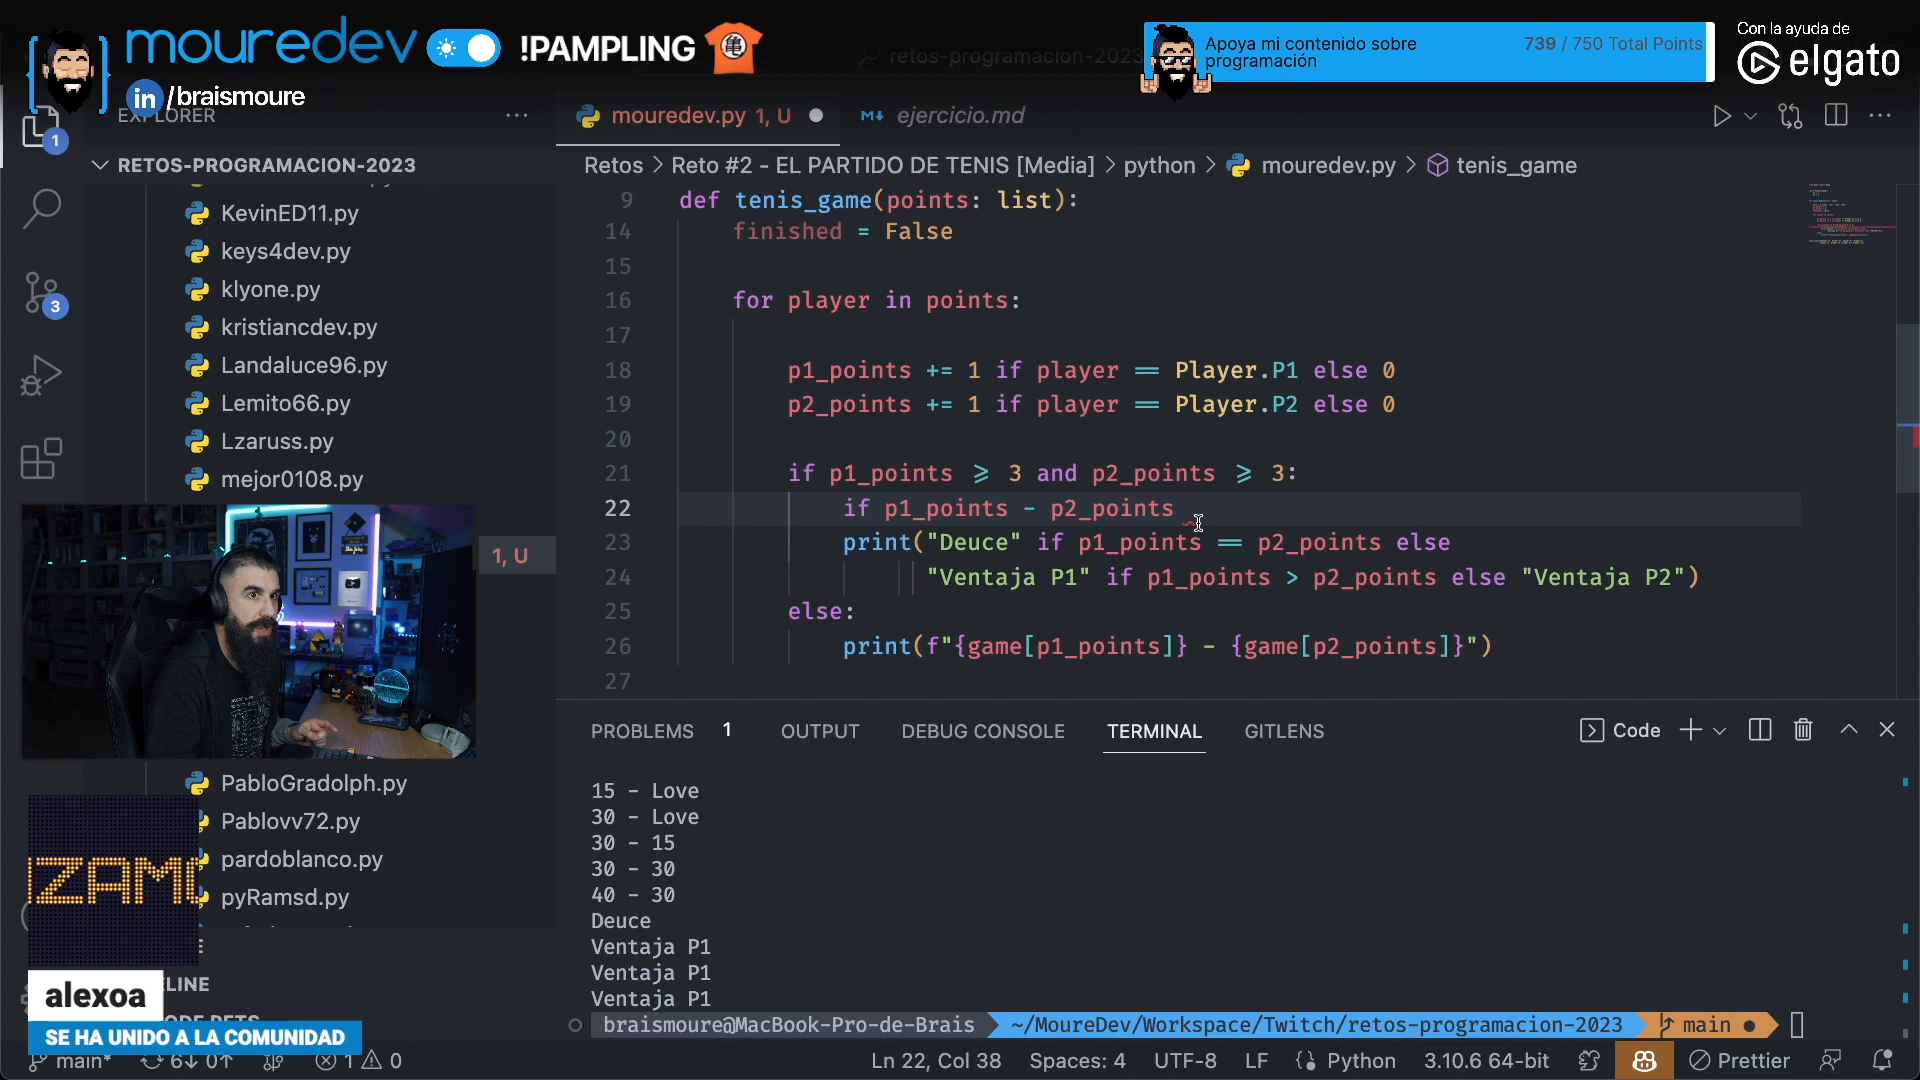 mouredev
!PAMPLING
in /braismoure
retos-programacion-2023
Apoya mi contenido sobre programación
739 / 750 Total Points
Con la ayuda de
elgato
EXPLORER
1
3
RETOS-PROGRAMACION-2023
KevinED11.py
keys4dev.py
klyone.py
kristiancdev.py
Landaluce96.py
Lemito66.py
Lzaruss.py
mejor0108.py
1, U
PabloGradolph.py
Pablovv72.py
pardoblanco.py
pyRamsd.py
ELINE
alexoa
SE HA UNIDO A LA COMUNIDAD
mouredev.py 1, U
ejercicio.md
Retos > Reto #2 - EL PARTIDO DE TENIS [Media] > python > mouredev.py > tenis_game
9 def tenis_game(points: list):
14 finished = False
15
16 for player in points:
17
18 p1_points += 1 if player == Player.P1 else 0
19 p2_points += 1 if player == Player.P2 else 0
20
21 if p1_points >= 3 and p2_points >= 3:
22 if p1_points - p2_points
23 print("Deuce" if p1_points == p2_points else
24 "Ventaja P1" if p1_points > p2_points else "Ventaja P2")
25 else:
26 print(f"{game[p1_points]} - {game[p2_points]}")
27
PROBLEMS 1 OUTPUT DEBUG CONSOLE TERMINAL GITLENS
Code
15 - Love
30 - Love
30 - 15
30 - 30
40 - 30
Deuce
Ventaja P1
Ventaja P1
Ventaja P1
braismoure@MacBook-Pro-de-Brais ~/MoureDev/Workspace/Twitch/retos-programacion-2023 main
main* 6↓ 0↑ 1 0 Ln 22, Col 38 Spaces: 4 UTF-8 LF Python 3.10.6 64-bit Prettier